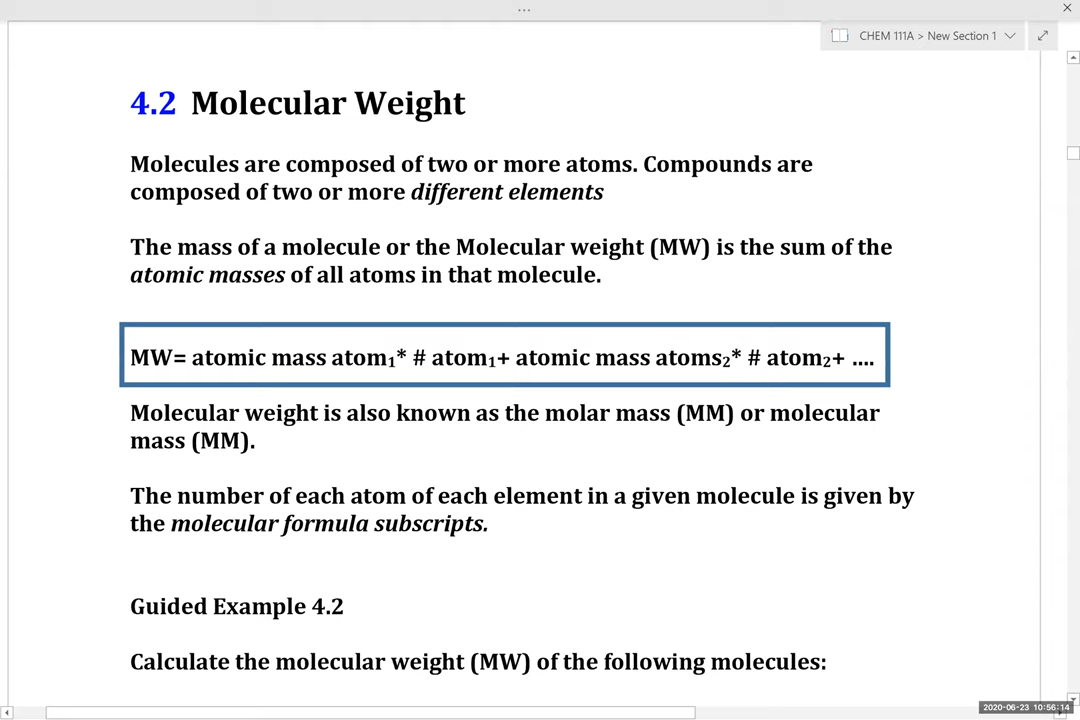 ...
CHEM 111A > New Section 1
4.2 Molecular Weight
Molecules are composed of two or more atoms. Compounds are
composed of two or more different elements
The mass of a molecule or the Molecular weight (MW) is the sum of the
atomic masses of all atoms in that molecule.
MW= atomic mass atom₁* # atom₁+ atomic mass atoms₂* # atom₂+ ....
Molecular weight is also known as the molar mass (MM) or molecular
mass (MM).
The number of each atom of each element in a given molecule is given by
the molecular formula subscripts.
Guided Example 4.2
Calculate the molecular weight (MW) of the following molecules:
2020-06-23 10:56:14